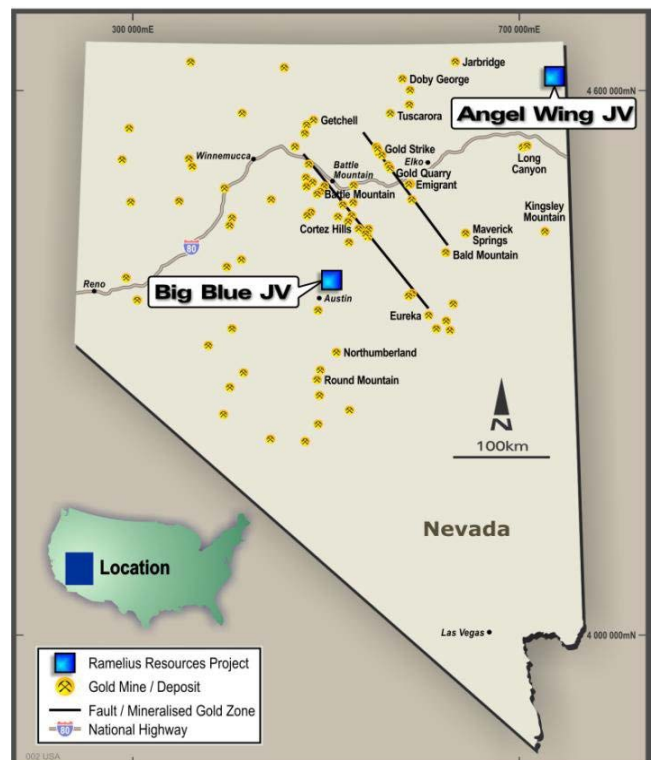 300 000mE
700 000mE
Jarbridge
Doby George
4 600 000mN
Angel Wing JV
Tuscarora
Getchell
Gold Strike
Elko
Long
Canyon
Winnemucca
Battle
Mountain
Gold Quarry
Emigrant
Battle Mountain
Kingsley
Mountain
Cortez Hills
Maverick
Springs
80
Bald Mountain
Reno
Big Blue JV
Austin
Eureka
Northumberland
Round Mountain
N
100km
Nevada
Location
Las Vegas
4 000 000mN
Ramelius Resources Project
Gold Mine / Deposit
Fault / Mineralised Gold Zone
80
National Highway
002 USA